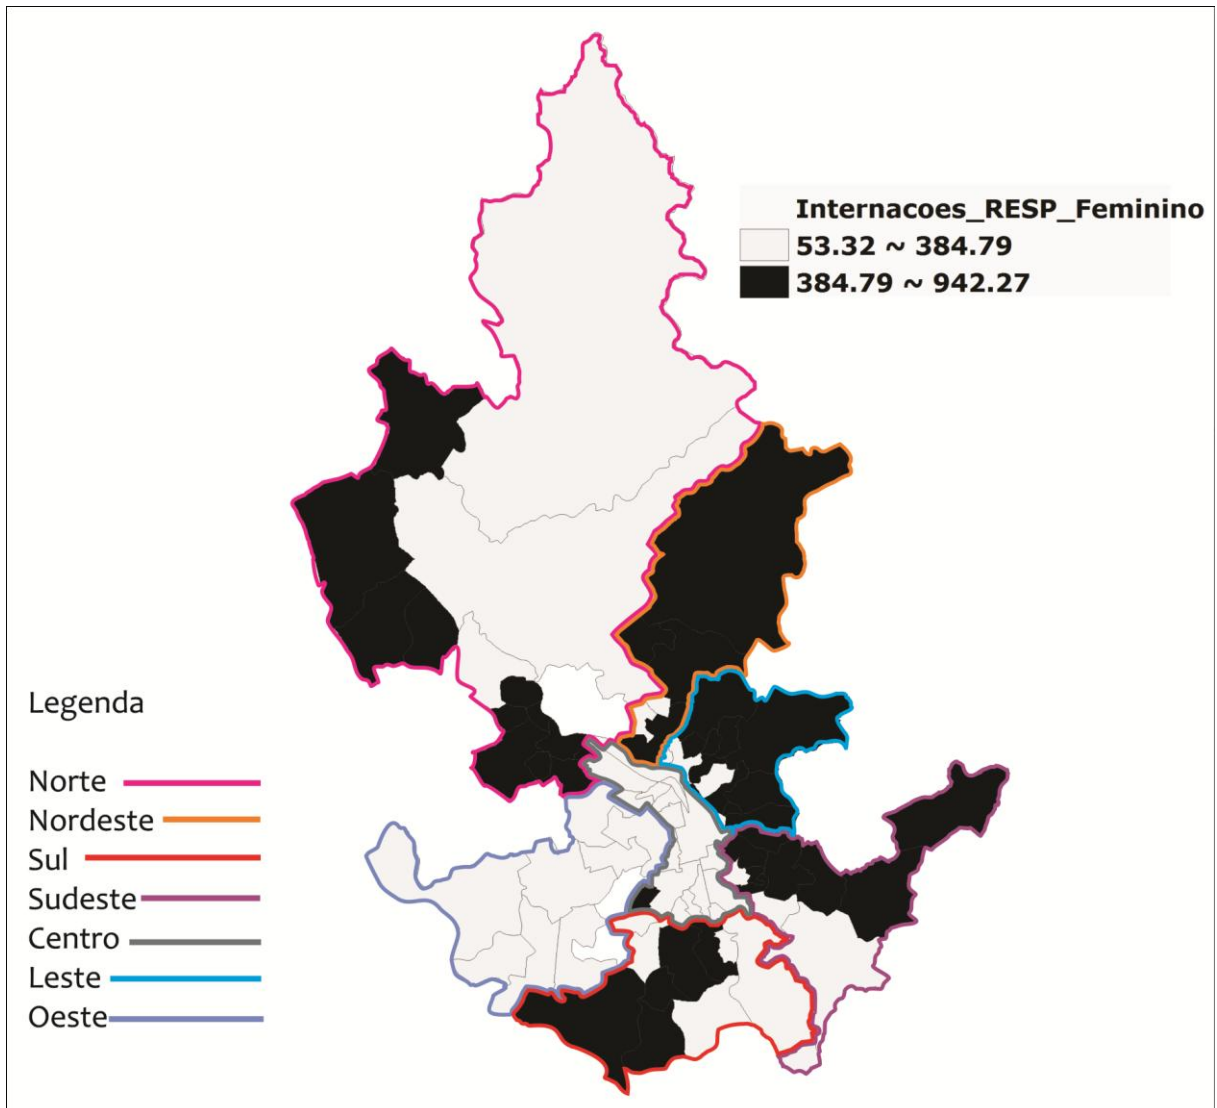 Internacoes_RESP_Feminino
53.32 ~ 384.79
384.79 ~ 942.27
Legenda
Norte
Nordeste
Sul
Sudeste
Centro
Leste
Oeste